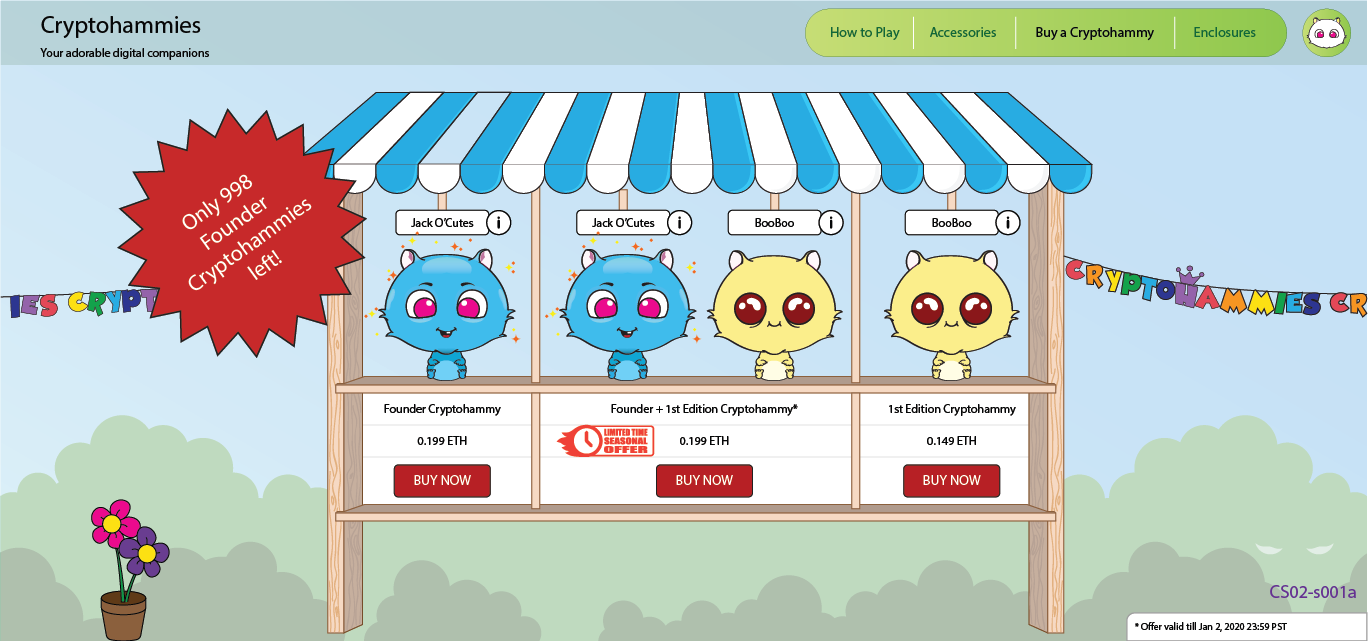 Cryptohammies
Your adorable digital companions
How to Play
Accessories
Buy a Cryptohammy
Enclosures
Only 998
Founder
Cryptohammies
left!
Jack O'Cutes i
Jack O'Cutes i
BooBoo i
BooBoo i
IES CRYPT
CRYPTOHAMMIES CR
Founder Cryptohammy
Founder + 1st Edition Cryptohammy*
1st Edition Cryptohammy
0.199 ETH
LIMITED TIME
SEASONAL
OFFER
0.199 ETH
0.149 ETH
BUY NOW
BUY NOW
BUY NOW
CS02-s001a
* Offer valid till Jan 2, 2020 23:59 PST